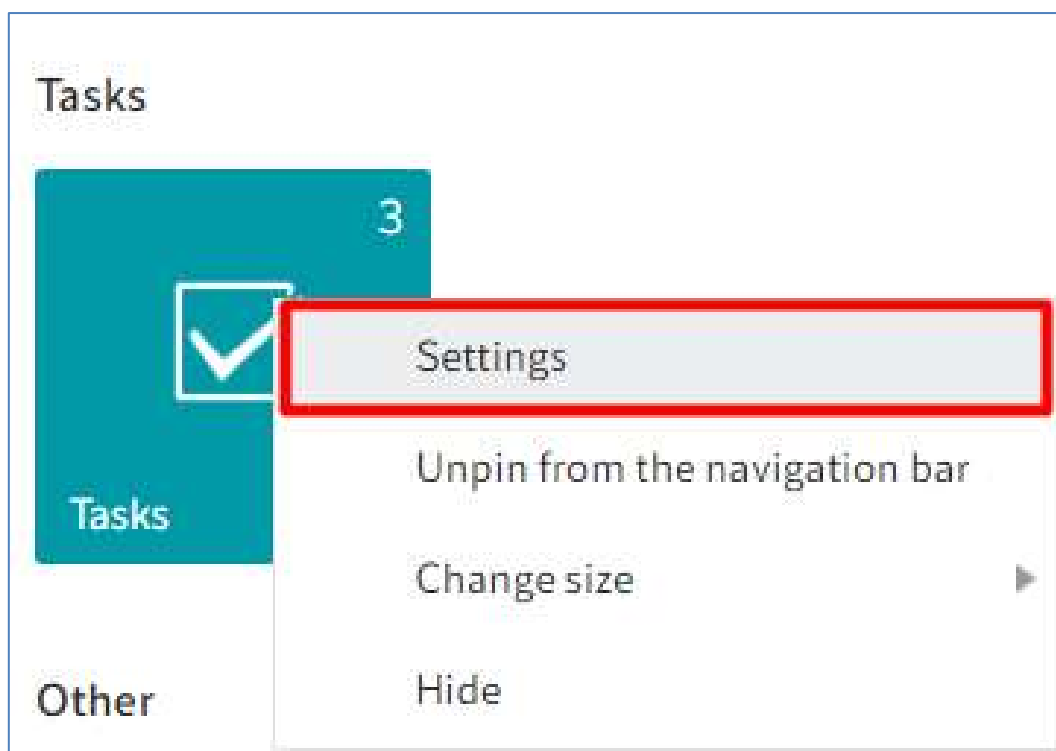 Tasks
3
Settings
Unpin from the navigation bar
Tasks
Change size
Hide
Other